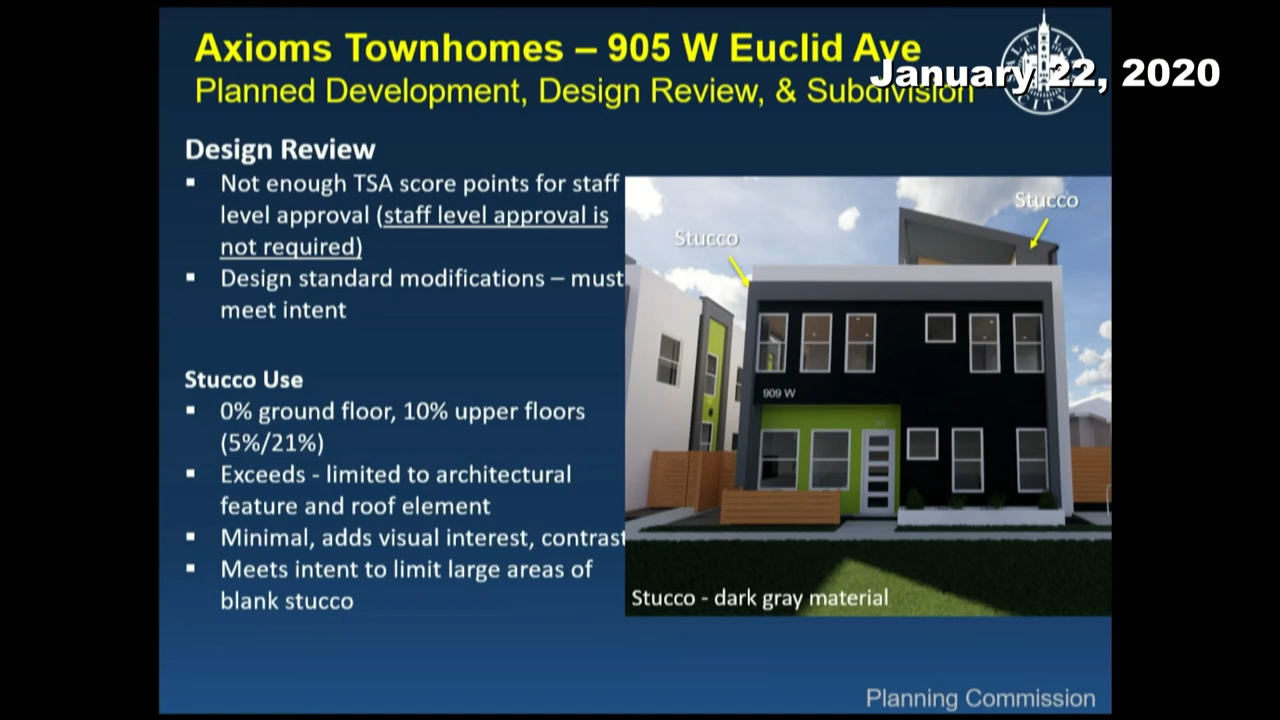 Axioms Townhomes – 905 W Euclid Ave
January 22, 2020
Planned Development, Design Review, & Subdivision
SALT LAKE
CITY
Design Review
▪ Not enough TSA score points for staff
level approval (staff level approval is
not required)
▪ Design standard modifications – must
meet intent
Stucco Use
▪ 0% ground floor, 10% upper floors
(5%/21%)
▪ Exceeds - limited to architectural
feature and roof element
▪ Minimal, adds visual interest, contrast
▪ Meets intent to limit large areas of
blank stucco
Stucco
Stucco
909 W
Stucco - dark gray material
Planning Commission